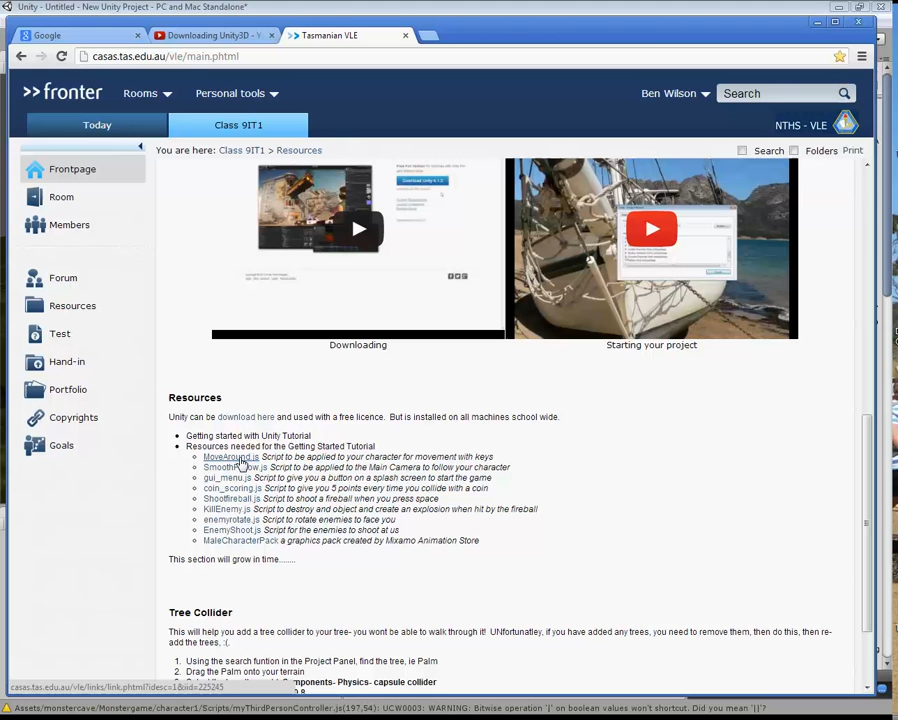 Unity - Untitled - New Unity Project - PC and Mac Standalone*
Google
Downloading Unity3D - Y
Tasmanian VLE
casas.tas.edu.au/vle/main.phtml
>>fronter
Rooms
Personal tools
Ben Wilson
Search
Today
Class 9IT1
NTHS - VLE
You are here: Class 9IT1 > Resources
Search
Folders
Print
Frontpage
Room
Members
Forum
Resources
Test
Hand-in
Portfolio
Copyrights
Goals
Downloading
Starting your project
Resources
Unity can be download here and used with a free licence. But is installed on all machines school wide.
Getting started with Unity Tutorial
Resources needed for the Getting Started Tutorial
MoveAround.js Script to be applied to your character for movement with keys
Script to be applied to the Main Camera to follow your character
gui_menu.js Script to give you a button on a splash screen to start the game
coin_scoring.js Script to give you 5 points every time you collide with a coin
Shootfireball.js Script to shoot a fireball when you press space
KillEnemy.js Script to destroy and object and create an explosion when hit by the fireball
enemyrotate.js Script to rotate enemies to face you
EnemyShoot.js Script for the enemies to shoot at us
MaleCharacterPack a graphics pack created by Mixamo Animation Store
This section will grow in time........
Tree Collider
This will help you add a tree collider to your tree- you wont be able to walk through it! UNfortunatley, if you have added any trees, you need to remove them, then do this, then re-
add the trees, :(.
1. Using the search funtion in the Project Panel, find the tree, ie Palm
2. Drag the Palm onto your terrain
Components- Physics- capsule collider
casas.tas.edu.au/vle/links/link.phtml?idesc=1&iid=225245
Assets/monstercave/Monstergame/character1/Scripts/myThirdPersonController.js(197,54): UCW0003: WARNING: Bitwise operation '|' on boolean values won't shortcut. Did you mean '||'?